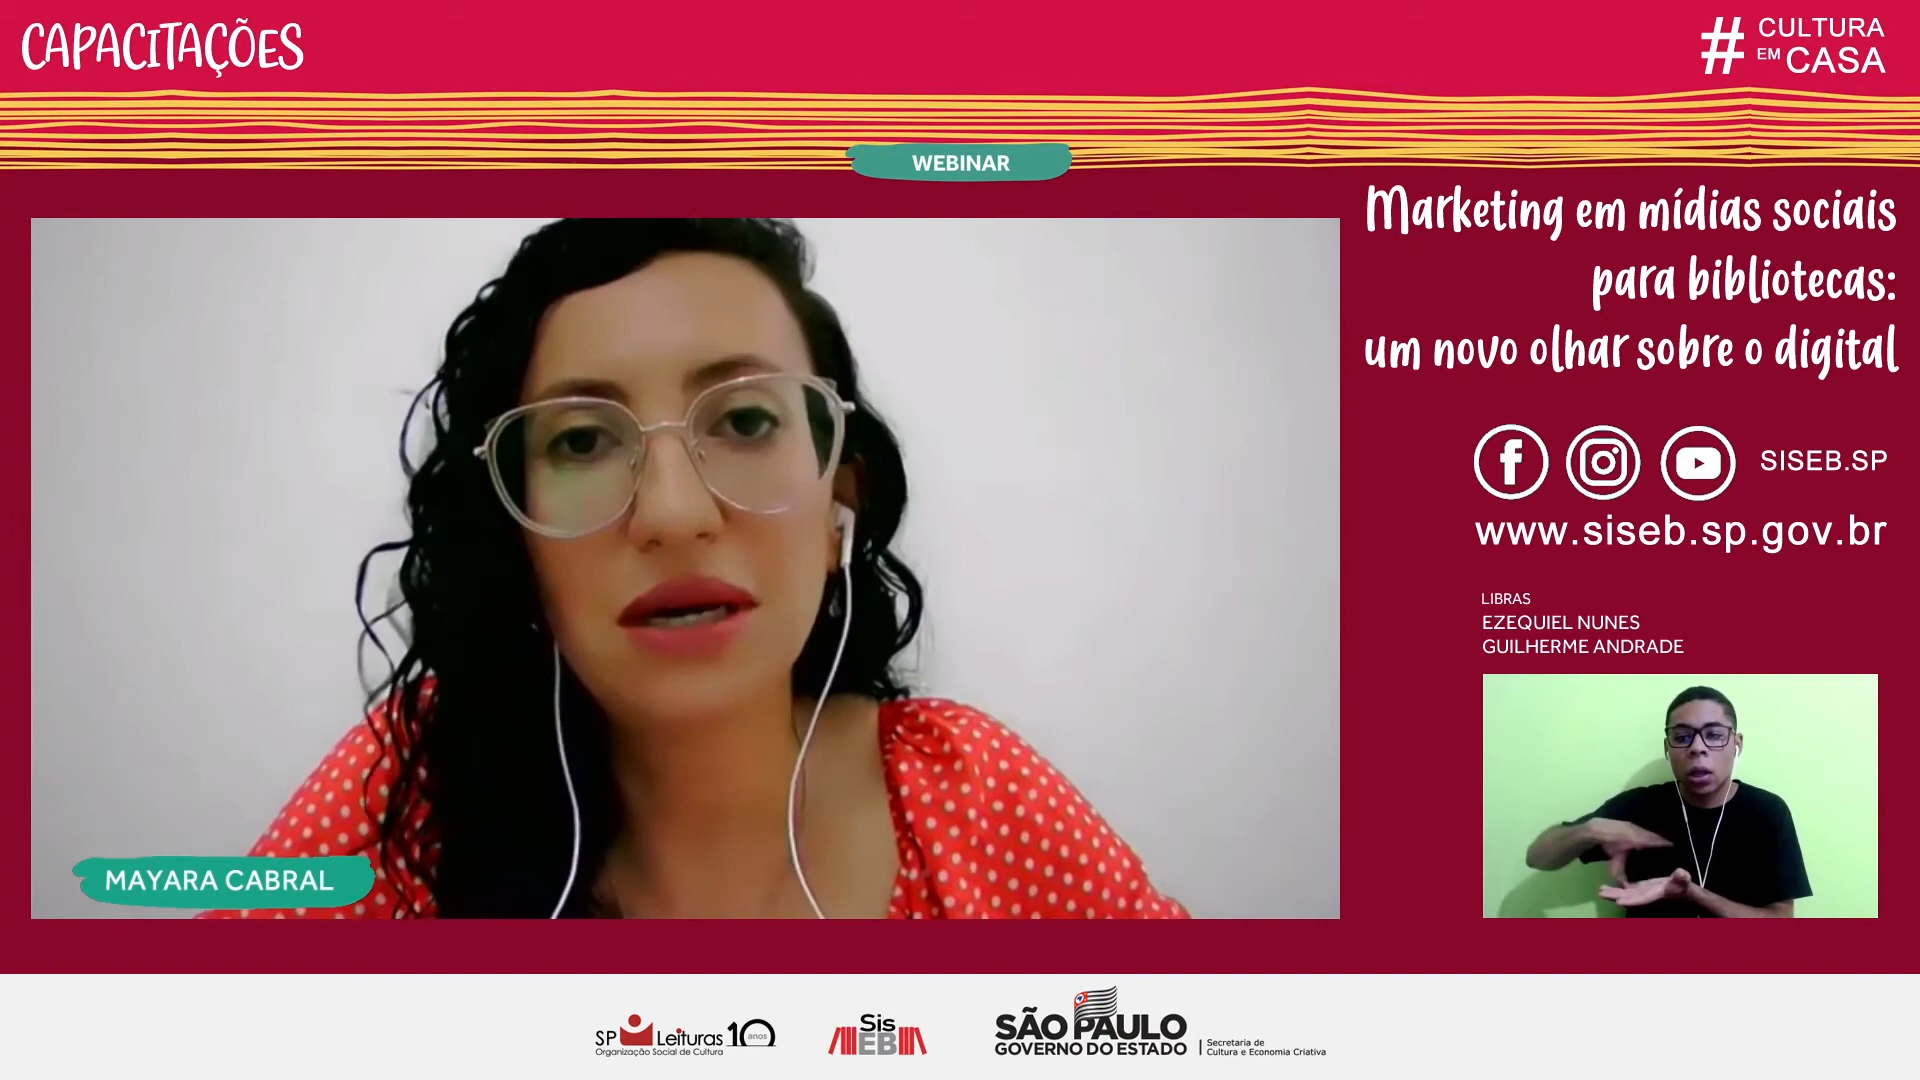 CAPACITAÇÕES
# CULTURA
EM CASA
WEBINAR
Marketing em mídias sociais
para bibliotecas:
um novo olhar sobre o digital
SISEB.SP
www.siseb.sp.gov.br
LIBRAS
EZEQUIEL NUNES
GUILHERME ANDRADE
MAYARA CABRAL
SP Leituras 10 anos
Organização Social de Cultura
Sis
EB
SÃO PAULO
GOVERNO DO ESTADO
Secretaria de
Cultura e Economia Criativa